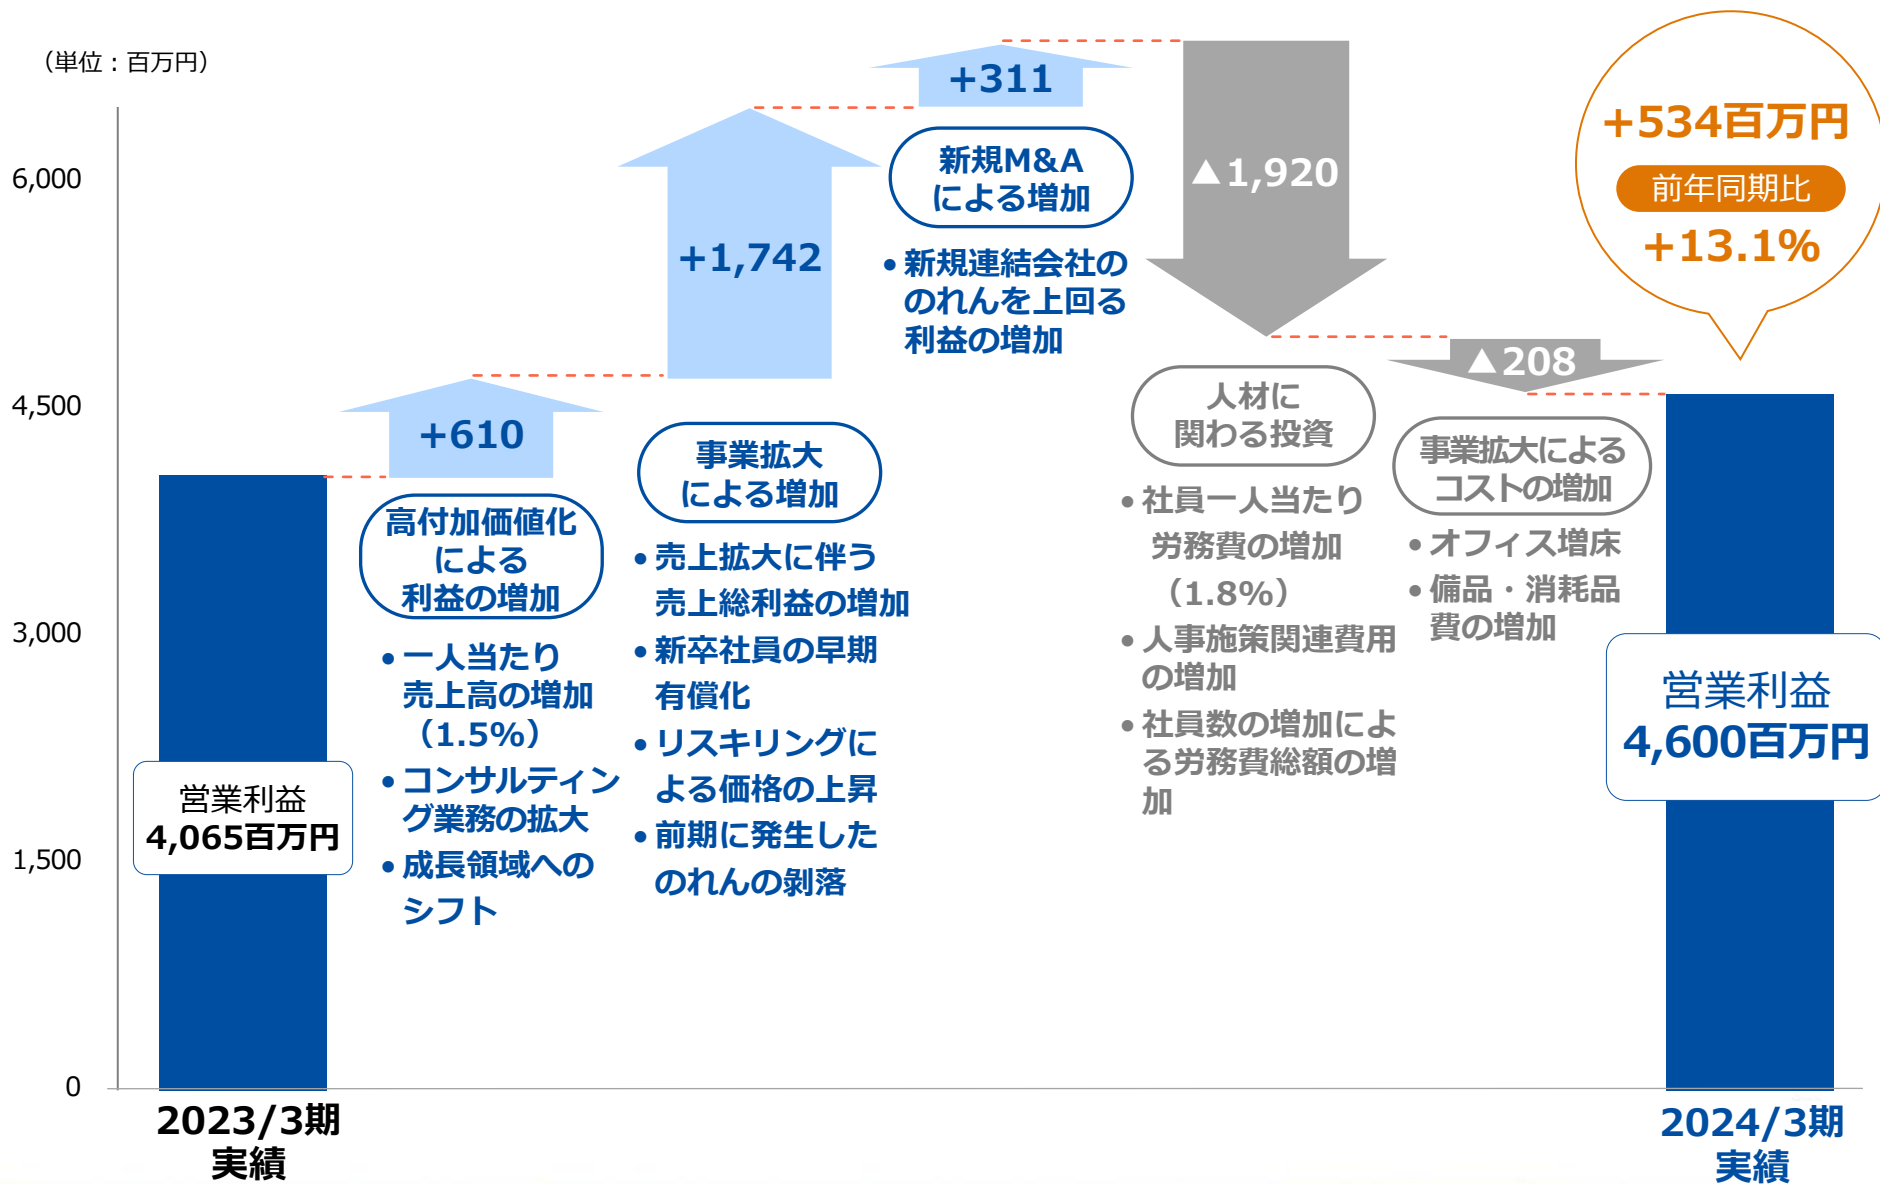 （単位：百万円）
6,000
4,500
3,000
1,500
0
営業利益
4,065百万円
2023/3期
実績
+610
高付加価値化
による
利益の増加
•一人当たり
売上高の増加
（1.5%）
•コンサルティン
グ業務の拡大
•成長領域への
シフト
+1,742
事業拡大
による増加
•売上拡大に伴う
売上総利益の増加
•新卒社員の早期
有償化
•リスキリングに
よる価格の上昇
•前期に発生した
のれんの剝落
+311
新規M&A
による増加
•新規連結会社の
のれんを上回る
利益の増加
▲1,920
人材に
関わる投資
•社員一人当たり
労務費の増加
（1.8%）
•人事施策関連費用
の増加
•社員数の増加によ
る労務費総額の増
加
▲208
事業拡大による
コストの増加
•オフィス増床
•備品・消耗品
費の増加
+534百万円
前年同期比
+13.1%
営業利益
4,600百万円
2024/3期
実績